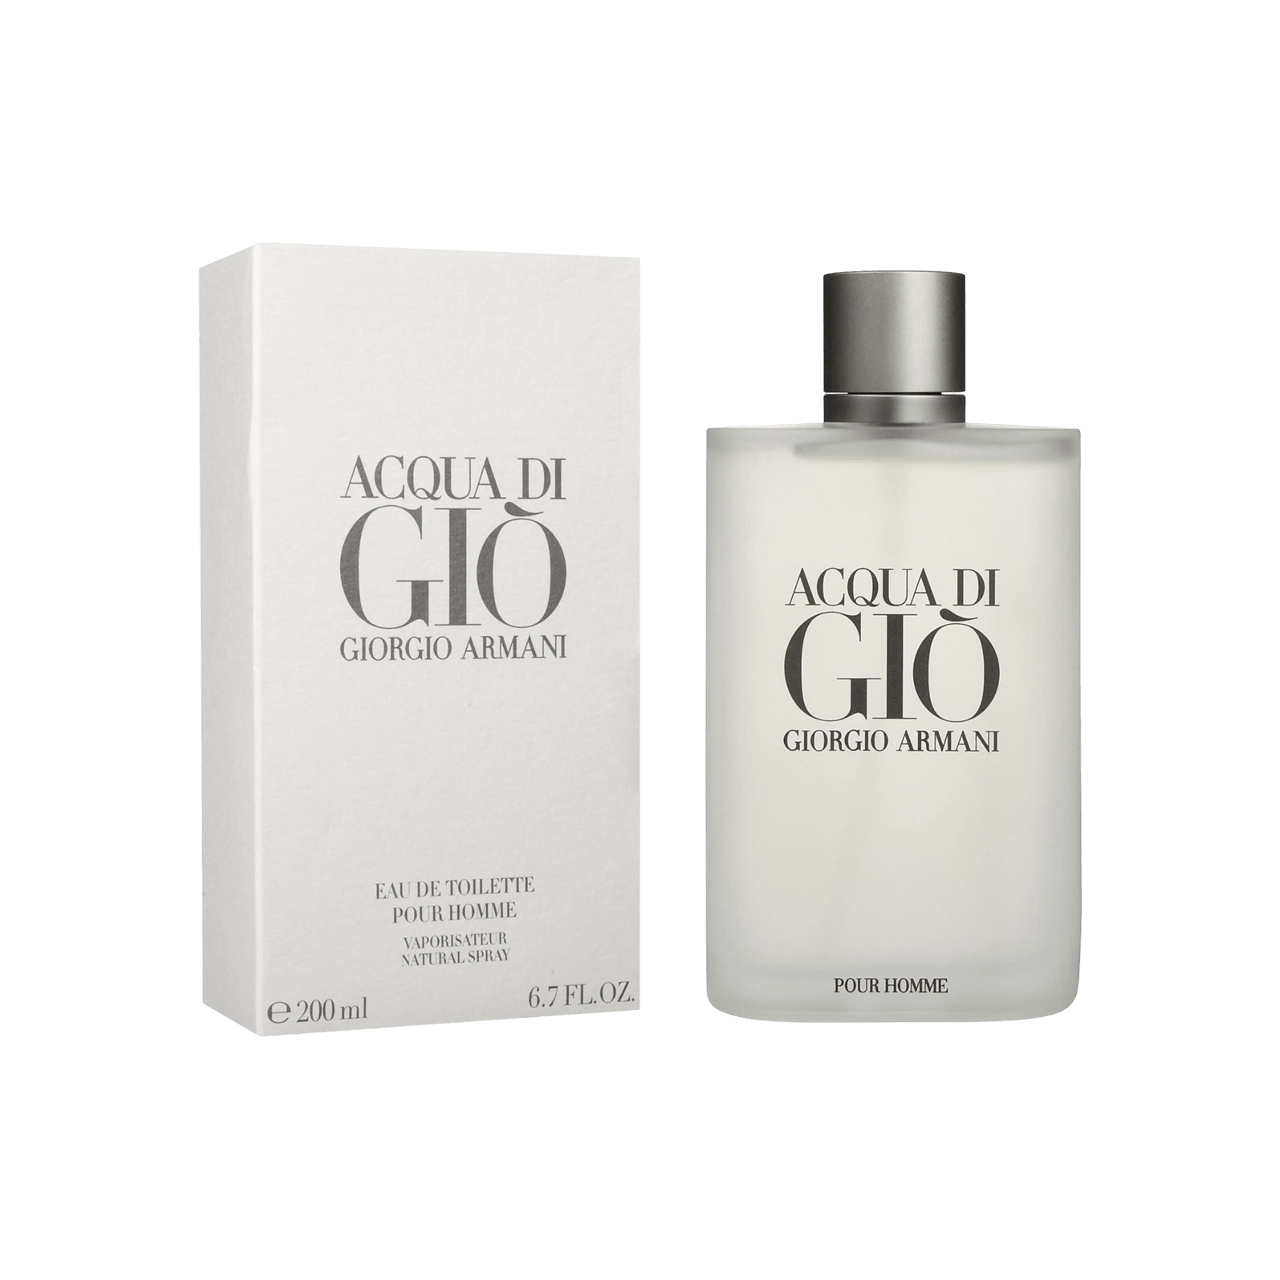 ACQUA DI
GIÒ
GIORGIO ARMANI
EAU DE TOILETTE
POUR HOMME
VAPORISATEUR
NATURAL SPRAY
℮ 200 ml
6.7 FL.OZ.
ACQUA DI
GIÒ
GIORGIO ARMANI
POUR HOMME